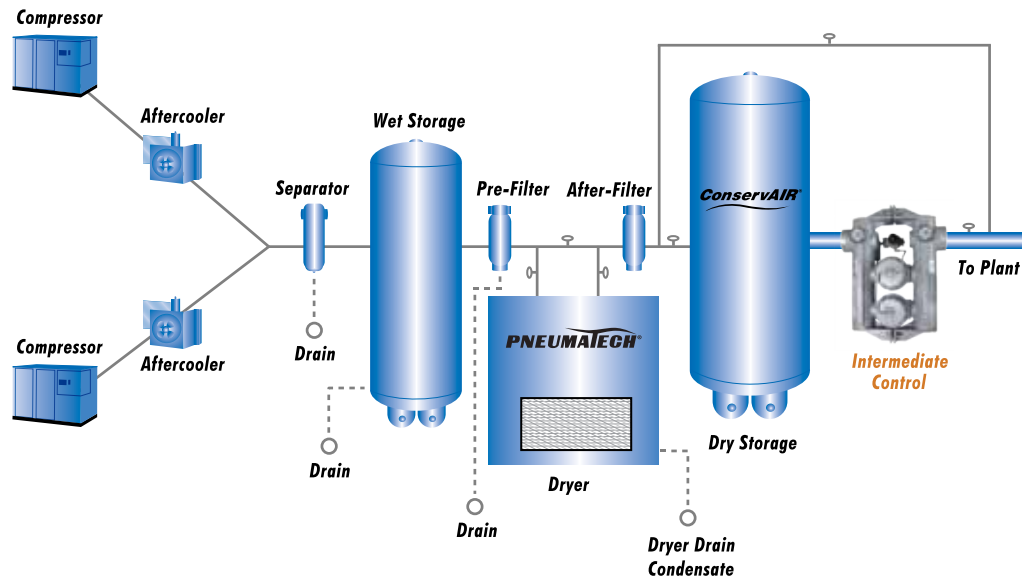 Compressor
Aftercooler
Wet Storage
Separator
Pre-Filter
After-Filter
ConservAIR®
To Plant
Drain
PNEUMATECH®
Compressor
Aftercooler
Intermediate
Control
Drain
Dry Storage
Dryer
Drain
Dryer Drain
Condensate